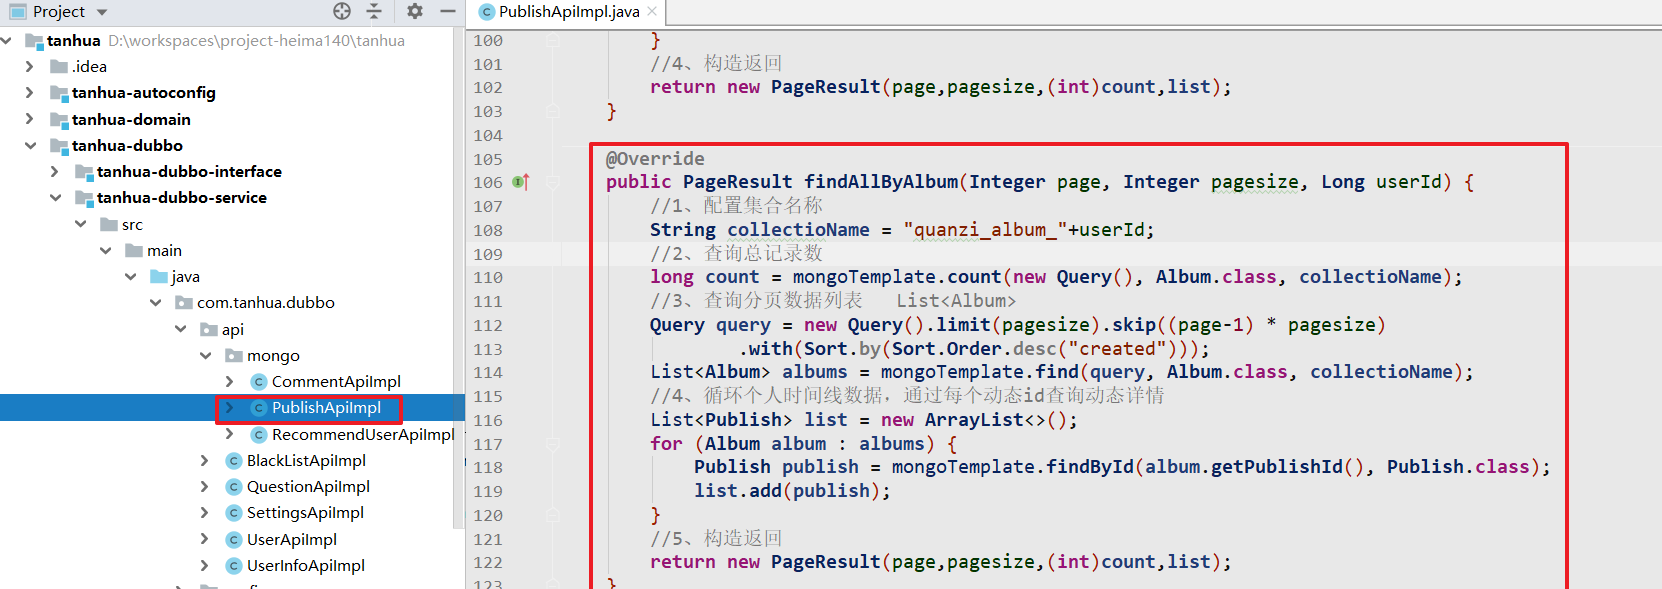 Project
tanhua D:\workspaces\project-heima140\tanhua
.idea
tanhua-autoconfig
tanhua-domain
tanhua-dubbo
tanhua-dubbo-interface
tanhua-dubbo-service
src
main
java
com.tanhua.dubbo
api
mongo
CommentApiImpl
PublishApiImpl
RecommendUserApiImpl
BlackListApiImpl
QuestionApiImpl
SettingsApiImpl
UserApiImpl
UserInfoApiImpl
PublishApiImpl.java
100 }
101 //4、构造返回
102 return new PageResult(page,pagesize,(int)count,list);
103 }
104
105 @Override
106 public PageResult findAllByAlbum(Integer page, Integer pagesize, Long userId) {
107 //1、配置集合名称
108 String collectioName = "quanzi_album_"+userId;
109 //2、查询总记录数
110 long count = mongoTemplate.count(new Query(), Album.class, collectioName);
111 //3、查询分页数据列表 List<Album>
112 Query query = new Query().limit(pagesize).skip((page-1) * pagesize)
113 .with(Sort.by(Sort.Order.desc("created")));
114 List<Album> albums = mongoTemplate.find(query, Album.class, collectioName);
115 //4、循环个人时间线数据，通过每个动态id查询动态详情
116 List<Publish> list = new ArrayList<>();
117 for (Album album : albums) {
118 Publish publish = mongoTemplate.findById(album.getPublishId(), Publish.class);
119 list.add(publish);
120 }
121 //5、构造返回
122 return new PageResult(page,pagesize,(int)count,list);
123 }